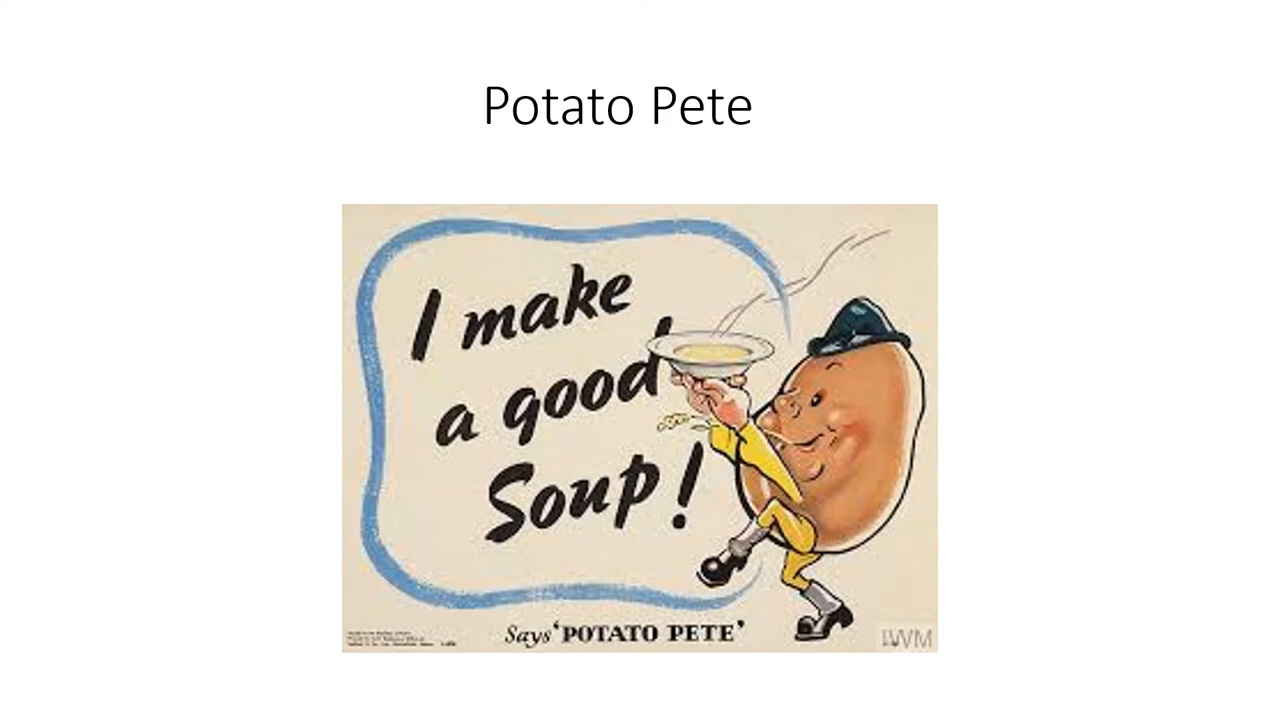 Potato Pete
I make
a good
Soup!
Says 'POTATO PETE'
IWM